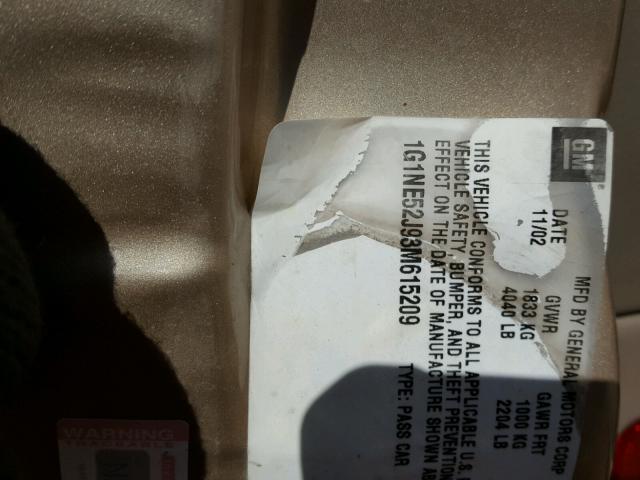 GM
MFD BY GENERAL MOTORS CORP
DATE GVWR GAWR FRT
11/02 1833 KG 1000 KG
4040 LB 2204 LB
THIS VEHICLE CONFORMS TO ALL APPLICABLE U.S.
VEHICLE SAFETY, BUMPER, AND THEFT PREVENTION
EFFECT ON THE DATE OF MANUFACTURE SHOWN
1G1NE52J93M615209 TYPE: PASS CAR
WARNING